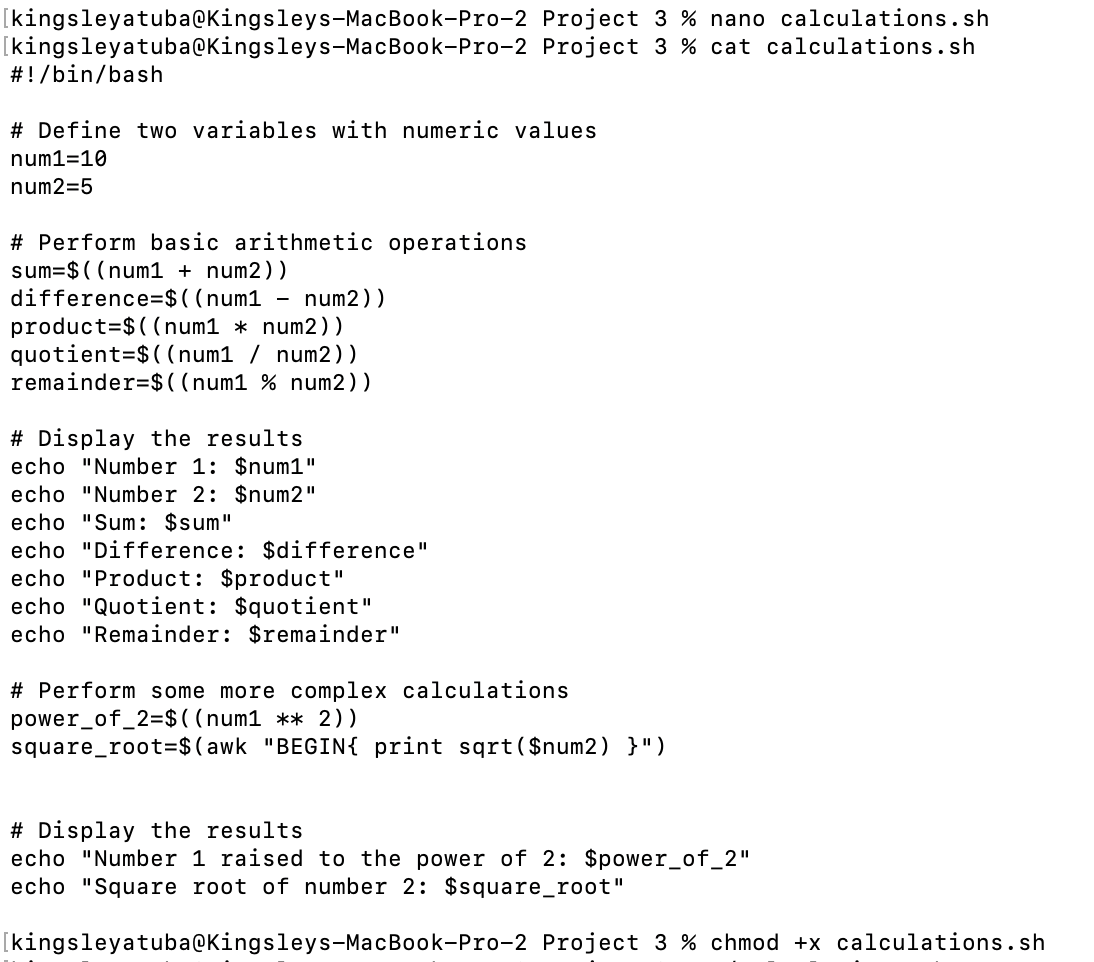 [kingsleyatuba@Kingsleys-MacBook-Pro-2 Project 3 % nano calculations.sh
[kingsleyatuba@Kingsleys-MacBook-Pro-2 Project 3 % cat calculations.sh
#!/bin/bash
# Define two variables with numeric values
num1=10
num2=5
# Perform basic arithmetic operations
sum=$((num1 + num2))
difference=$((num1 - num2))
product=$((num1 * num2))
quotient=$((num1 / num2))
remainder=$((num1 % num2))
# Display the results
echo "Number 1: $num1"
echo "Number 2: $num2"
echo "Sum: $sum"
echo "Difference: $difference"
echo "Product: $product"
echo "Quotient: $quotient"
echo "Remainder: $remainder"
# Perform some more complex calculations
power_of_2=$((num1 ** 2))
square_root=$(awk "BEGIN{ print sqrt($num2) }")
# Display the results
echo "Number 1 raised to the power of 2: $power_of_2"
echo "Square root of number 2: $square_root"
[kingsleyatuba@Kingsleys-MacBook-Pro-2 Project 3 % chmod +x calculations.sh